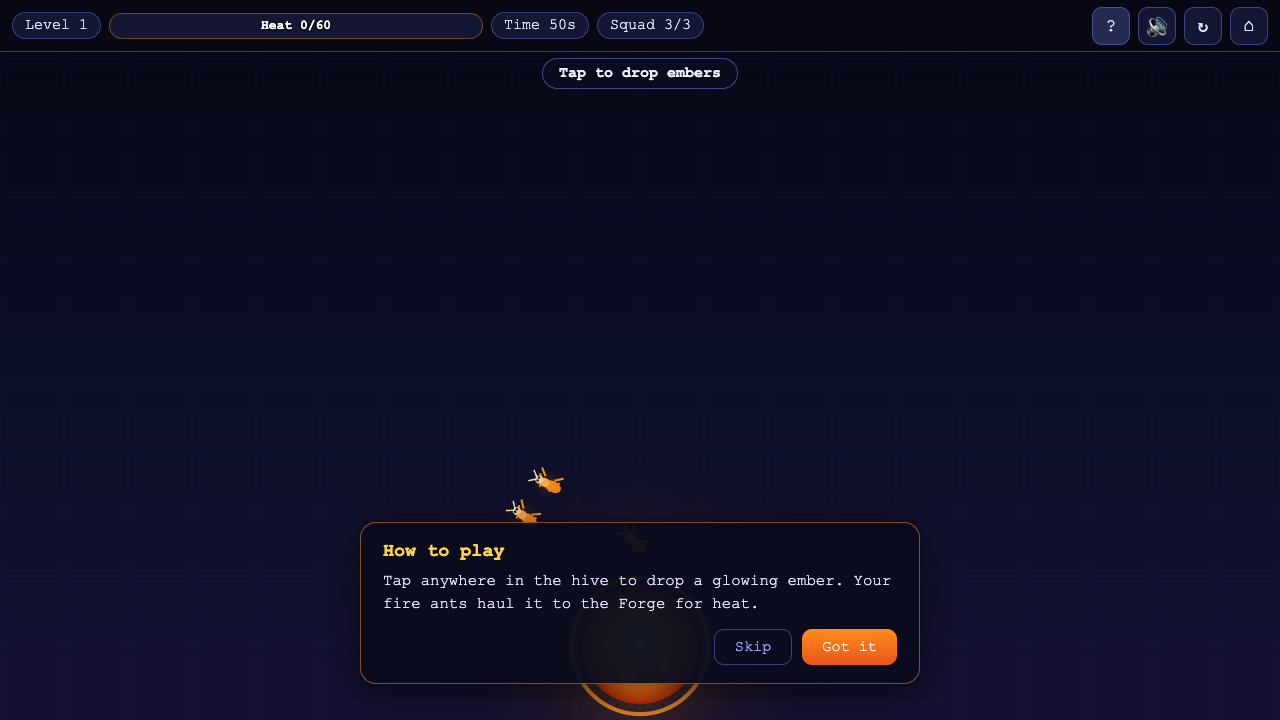 Level 1
Heat 0/60
Time 50s
Squad 3/3
?
Tap to drop embers
How to play
Tap anywhere in the hive to drop a glowing ember. Your
fire ants haul it to the Forge for heat.
Skip
Got it